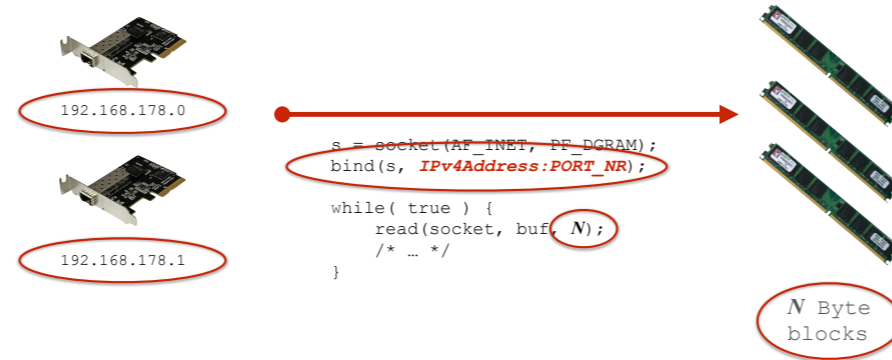 192.168.178.0
192.168.178.1
s = socket(AF_INET, PF_DGRAM);
bind(s, IPv4Address:PORT_NR);
while( true ) {
read(socket, buf, N);
/* … */
}
N Byte
blocks